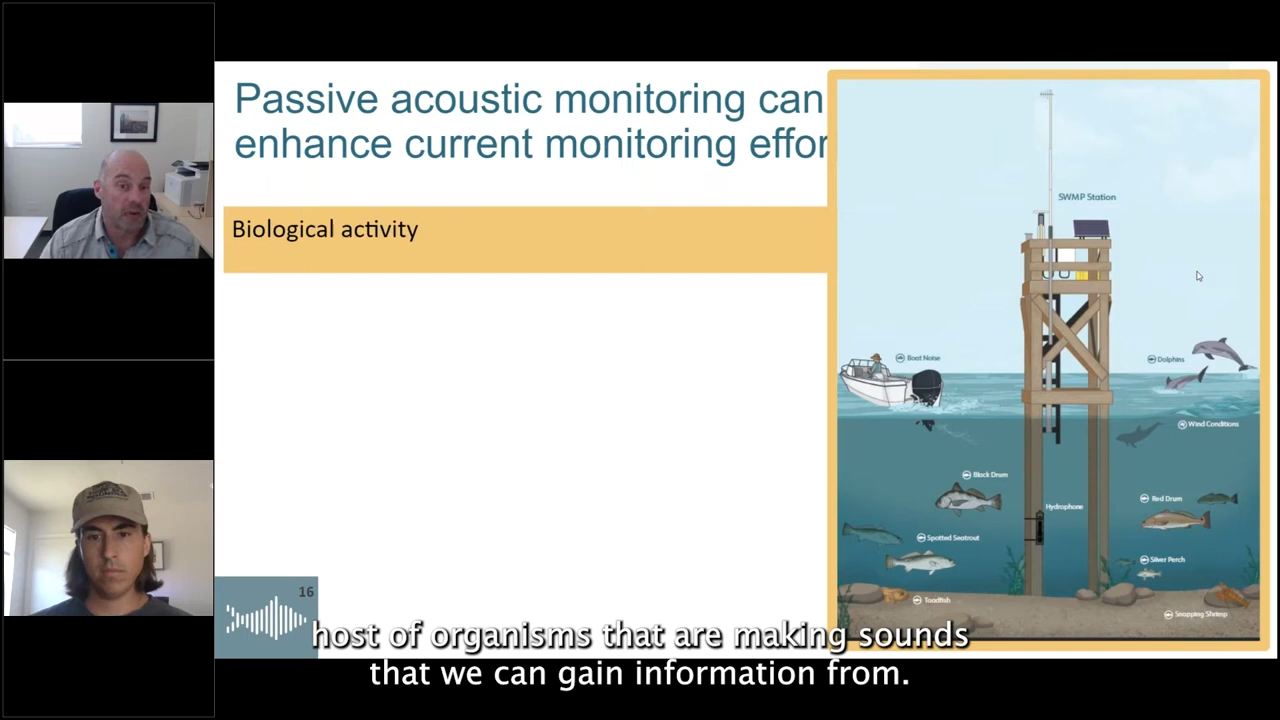 Passive acoustic monitoring can
enhance current monitoring effor
Biological activity
SWMP Station
Boat Noise
Dolphins
Wind Conditions
Black Drum
Red Drum
Hydrophone
Spotted Seatrout
Silver Perch
Toadfish
Snapping Shrimp
16
host of organisms that are making sounds
that we can gain information from.